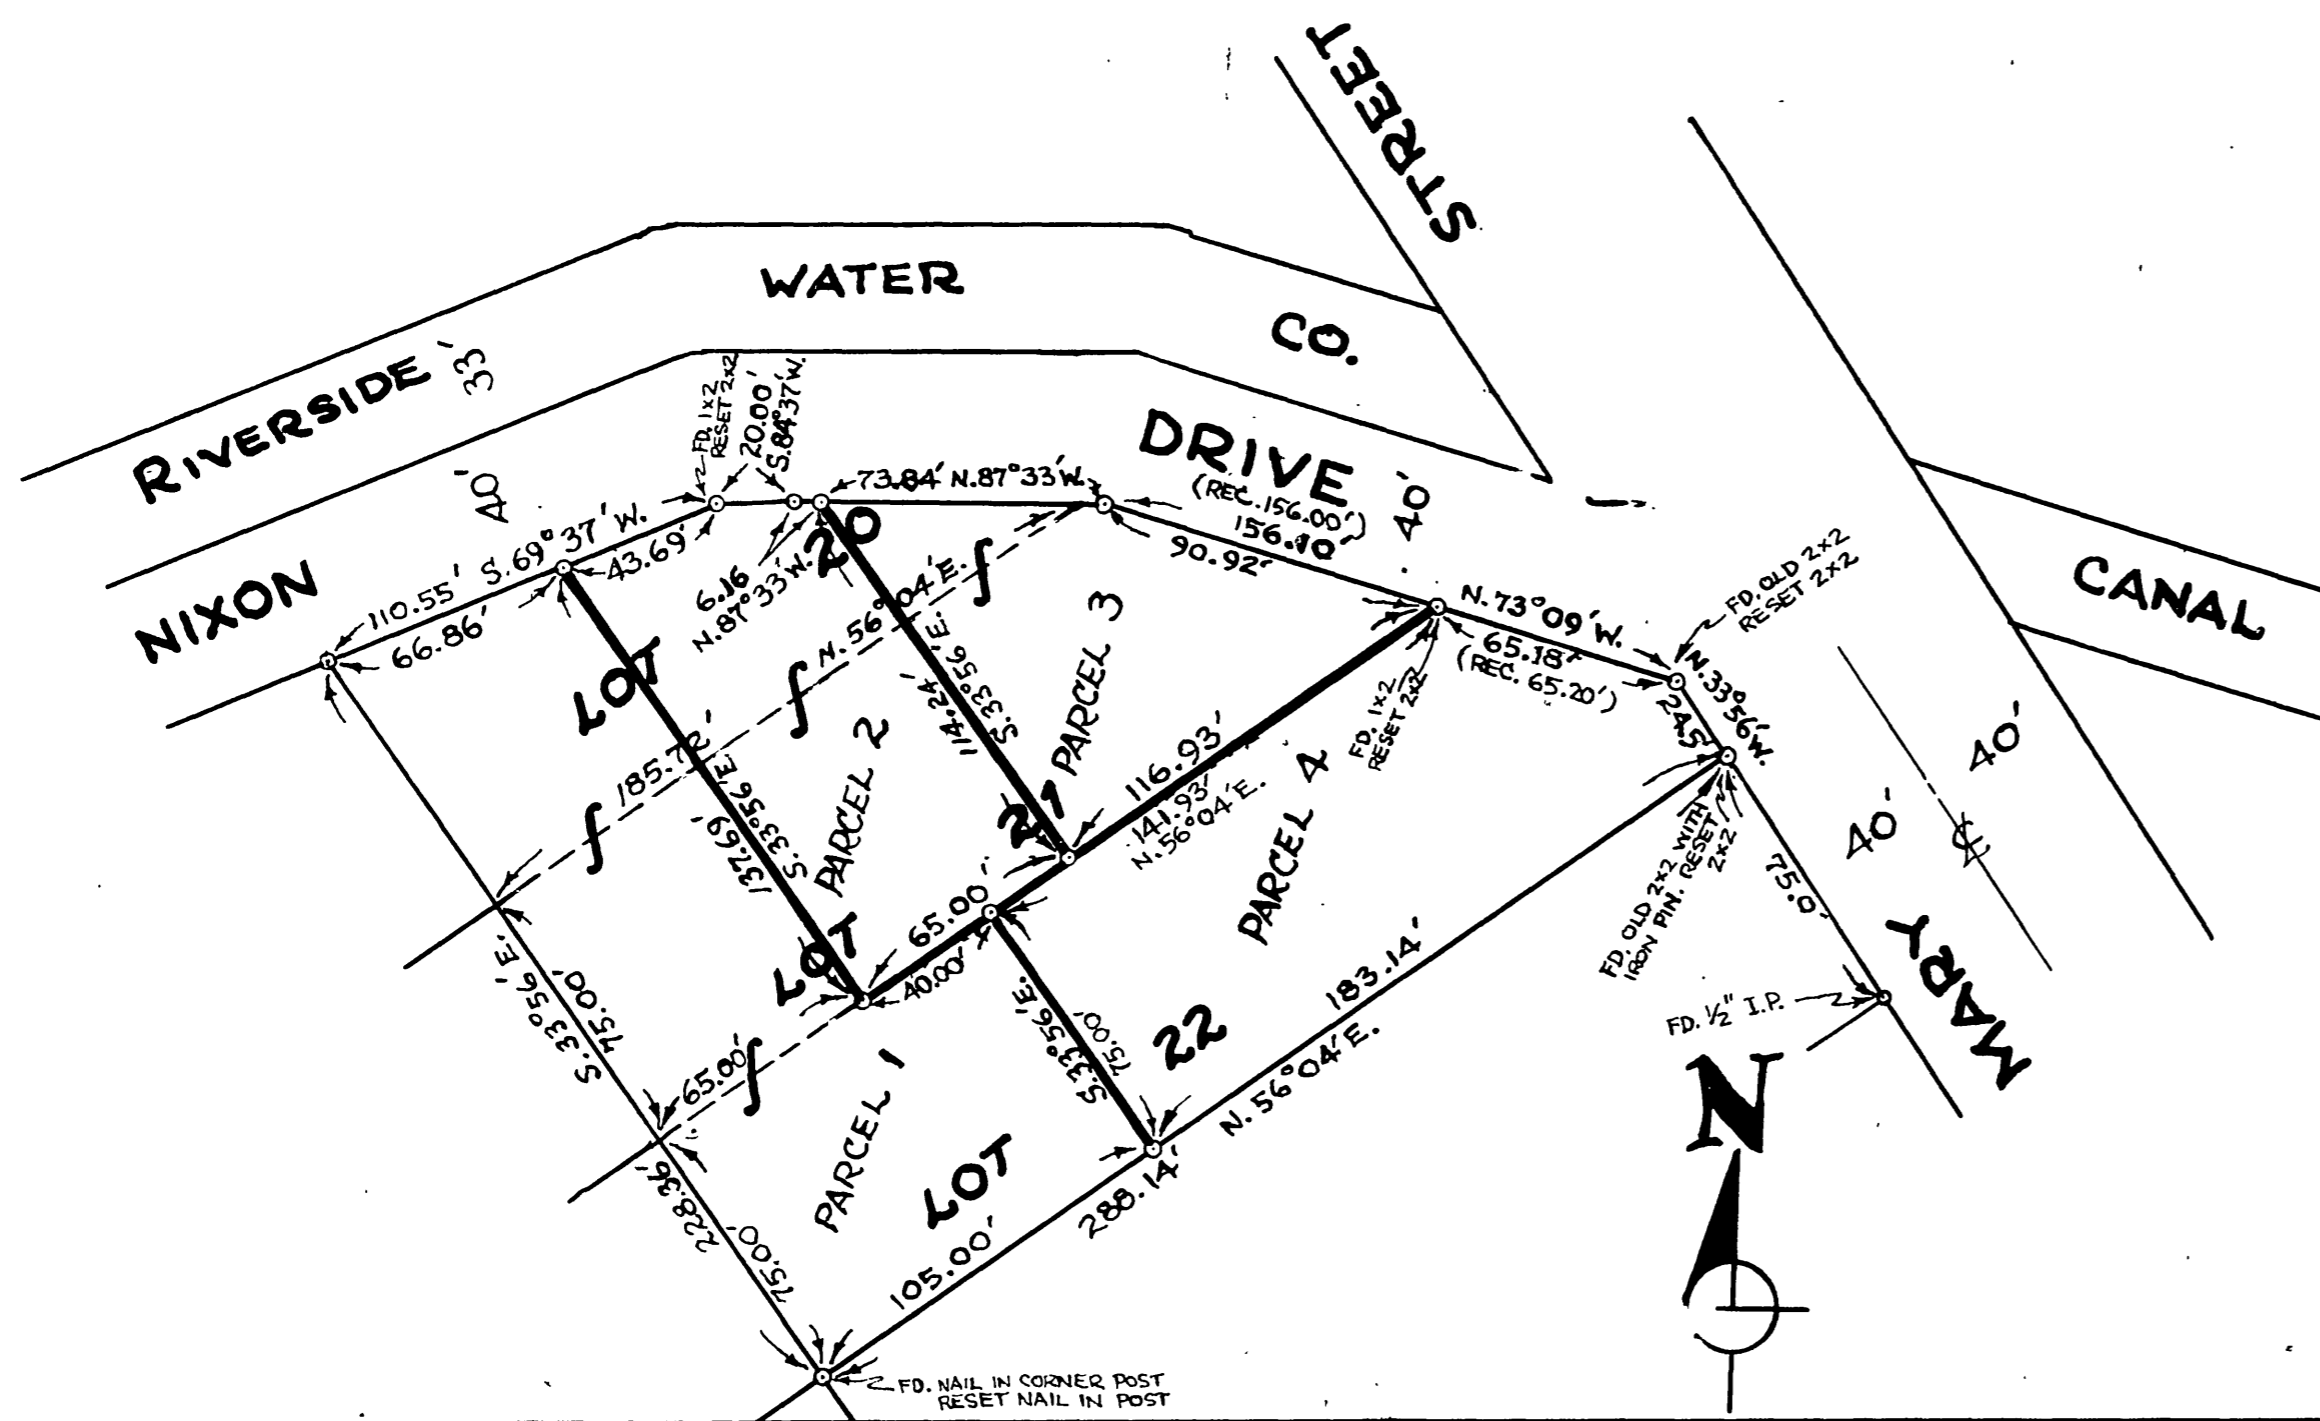 STREET
WATER
CO.
RIVERSIDE
33'
DRIVE
(REC. 156.00')
156.10'
90.92'
40'
NIXON
40'
CANAL
FD. 1x2
RESET 2x2
20.00'
S.84°37'W.
73.84' N.87°33'W.
110.55' S.69°37'W.
43.69'
66.86'
6.16
N.87°33'W.
LOT 20
N.56°04'E.
185.72'
N.73°09'W.
65.18'
(REC. 65.20')
FD. OLD 2x2
RESET 2x2
N.33°56'W.
24.5'
FD. 1x2
RESET 2x2
PARCEL 3
PARCEL 2
114.24'
S.33°56'E.
137.69'
S.33°56'E.
LOT 21
116.93'
141.93'
N.56°04'E.
PARCEL 4
65.00'
40.00'
FD. OLD 2x2 WITH
IRON PIN. RESET
2x2
75.0'
40'
40'
℄
MARY
FD. 1/2" I.P.
S.33°56'E.
75.00'
65.00'
PARCEL 1
S.33°56'E.
75.00'
LOT 22
183.14'
N.56°04'E.
288.14'
105.00'
228.36'
75.00'
N
FD. NAIL IN CORNER POST
RESET NAIL IN POST